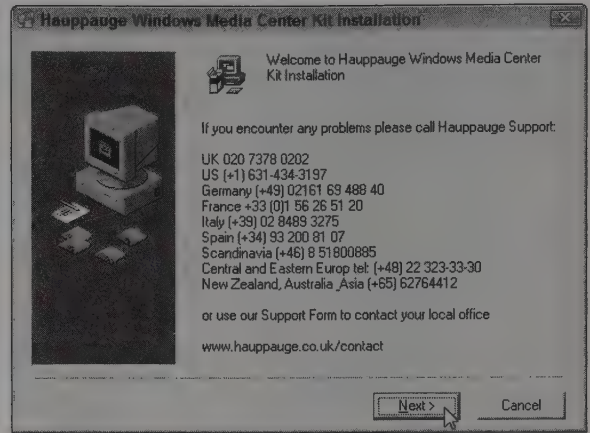 Hauppauge Windows Media Center Kit Installation
Welcome to Hauppauge Windows Media Center
Kit Installation
If you encounter any problems please call Hauppauge Support:
UK 020 7378 0202
US (+1) 631-434-3197
Germany (+49) 02161 69 488 40
France +33 (0)1 56 26 51 20
Italy (+39) 02 8489 3275
Spain (+34) 93 200 81 07
Scandinavia (+46) 8 51800885
Central and Eastern Europ tel: (+48) 22 323-33-30
New Zealand, Australia ,Asia (+65) 62764412
or use our Support Form to contact your local office
www.hauppauge.co.uk/contact
Next >
Cancel